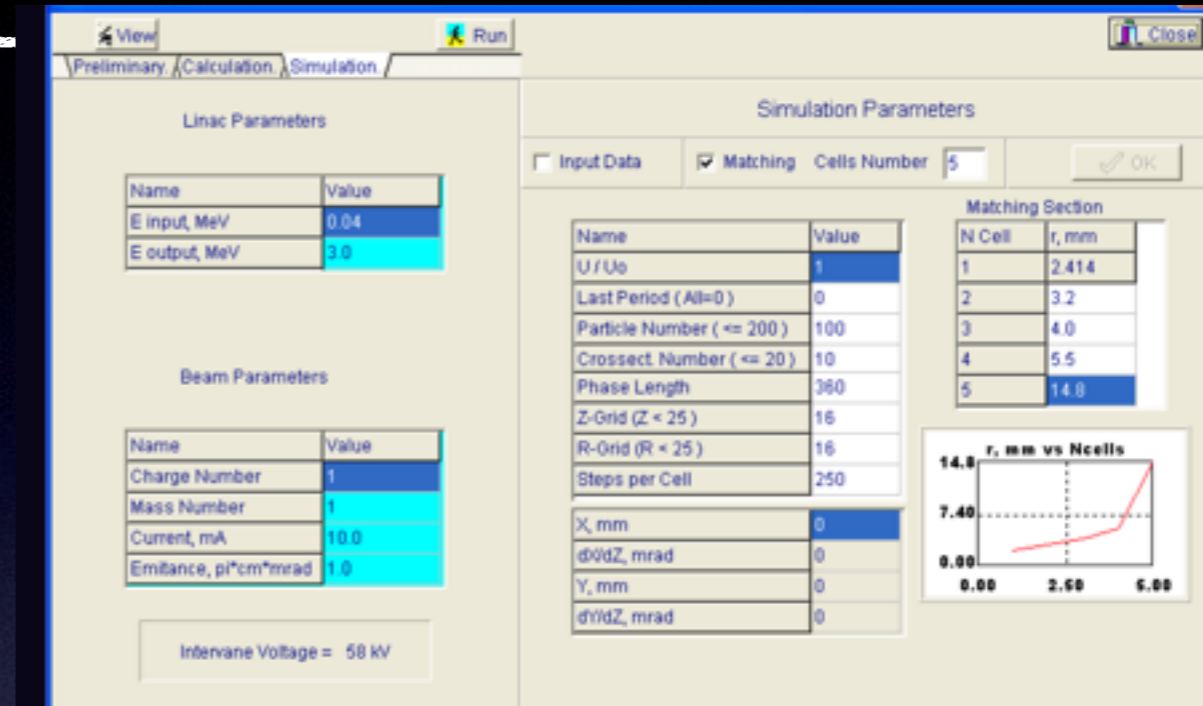 View
Run
Close
Preliminary. Calculation. Simulation.
Linac Parameters
Name Value
E input, MeV 0.04
E output, MeV 3.0
Beam Parameters
Name Value
Charge Number 1
Mass Number 1
Current, mA 10.0
Emitance, pi*cm*mrad 1.0
Intervane Voltage = 58 kV
Simulation Parameters
Input Data
Matching Cells Number 5
OK
Name Value
U / Uo 1
Last Period ( All=0 ) 0
Particle Number ( <= 200 ) 100
Crossect. Number ( <= 20 ) 10
Phase Length 360
Z-Grid (Z < 25 ) 16
R-Grid (R < 25 ) 16
Steps per Cell 250
X, mm 0
dX/dZ, mrad 0
Y, mm 0
dY/dZ, mrad 0
Matching Section
N Cell r, mm
1 2.414
2 3.2
3 4.0
4 5.5
5 14.8
r, mm vs Ncells
14.8
7.40
0.00
0.00 2.50 5.00